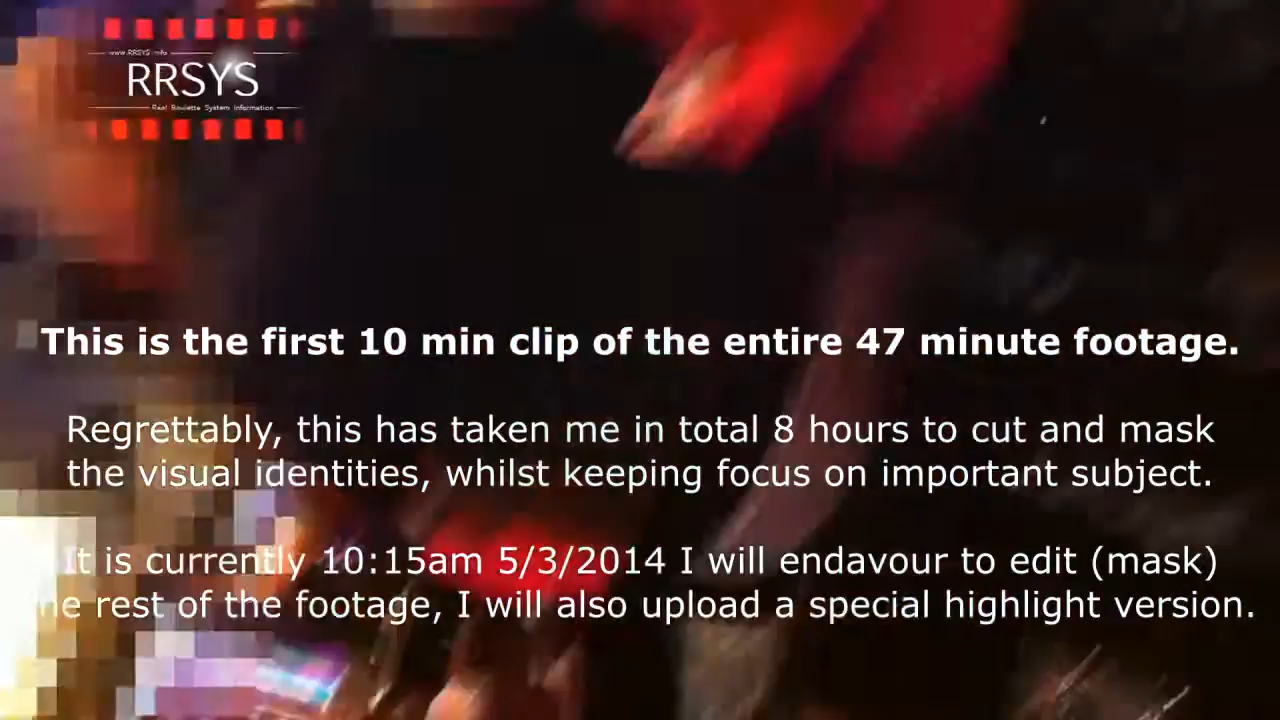 www.RRSYS.info
RRSYS
Real Roulette System Information
This is the first 10 min clip of the entire 47 minute footage.
Regrettably, this has taken me in total 8 hours to cut and mask
the visual identities, whilst keeping focus on important subject.
It is currently 10:15am 5/3/2014 I will endavour to edit (mask)
the rest of the footage, I will also upload a special highlight version.